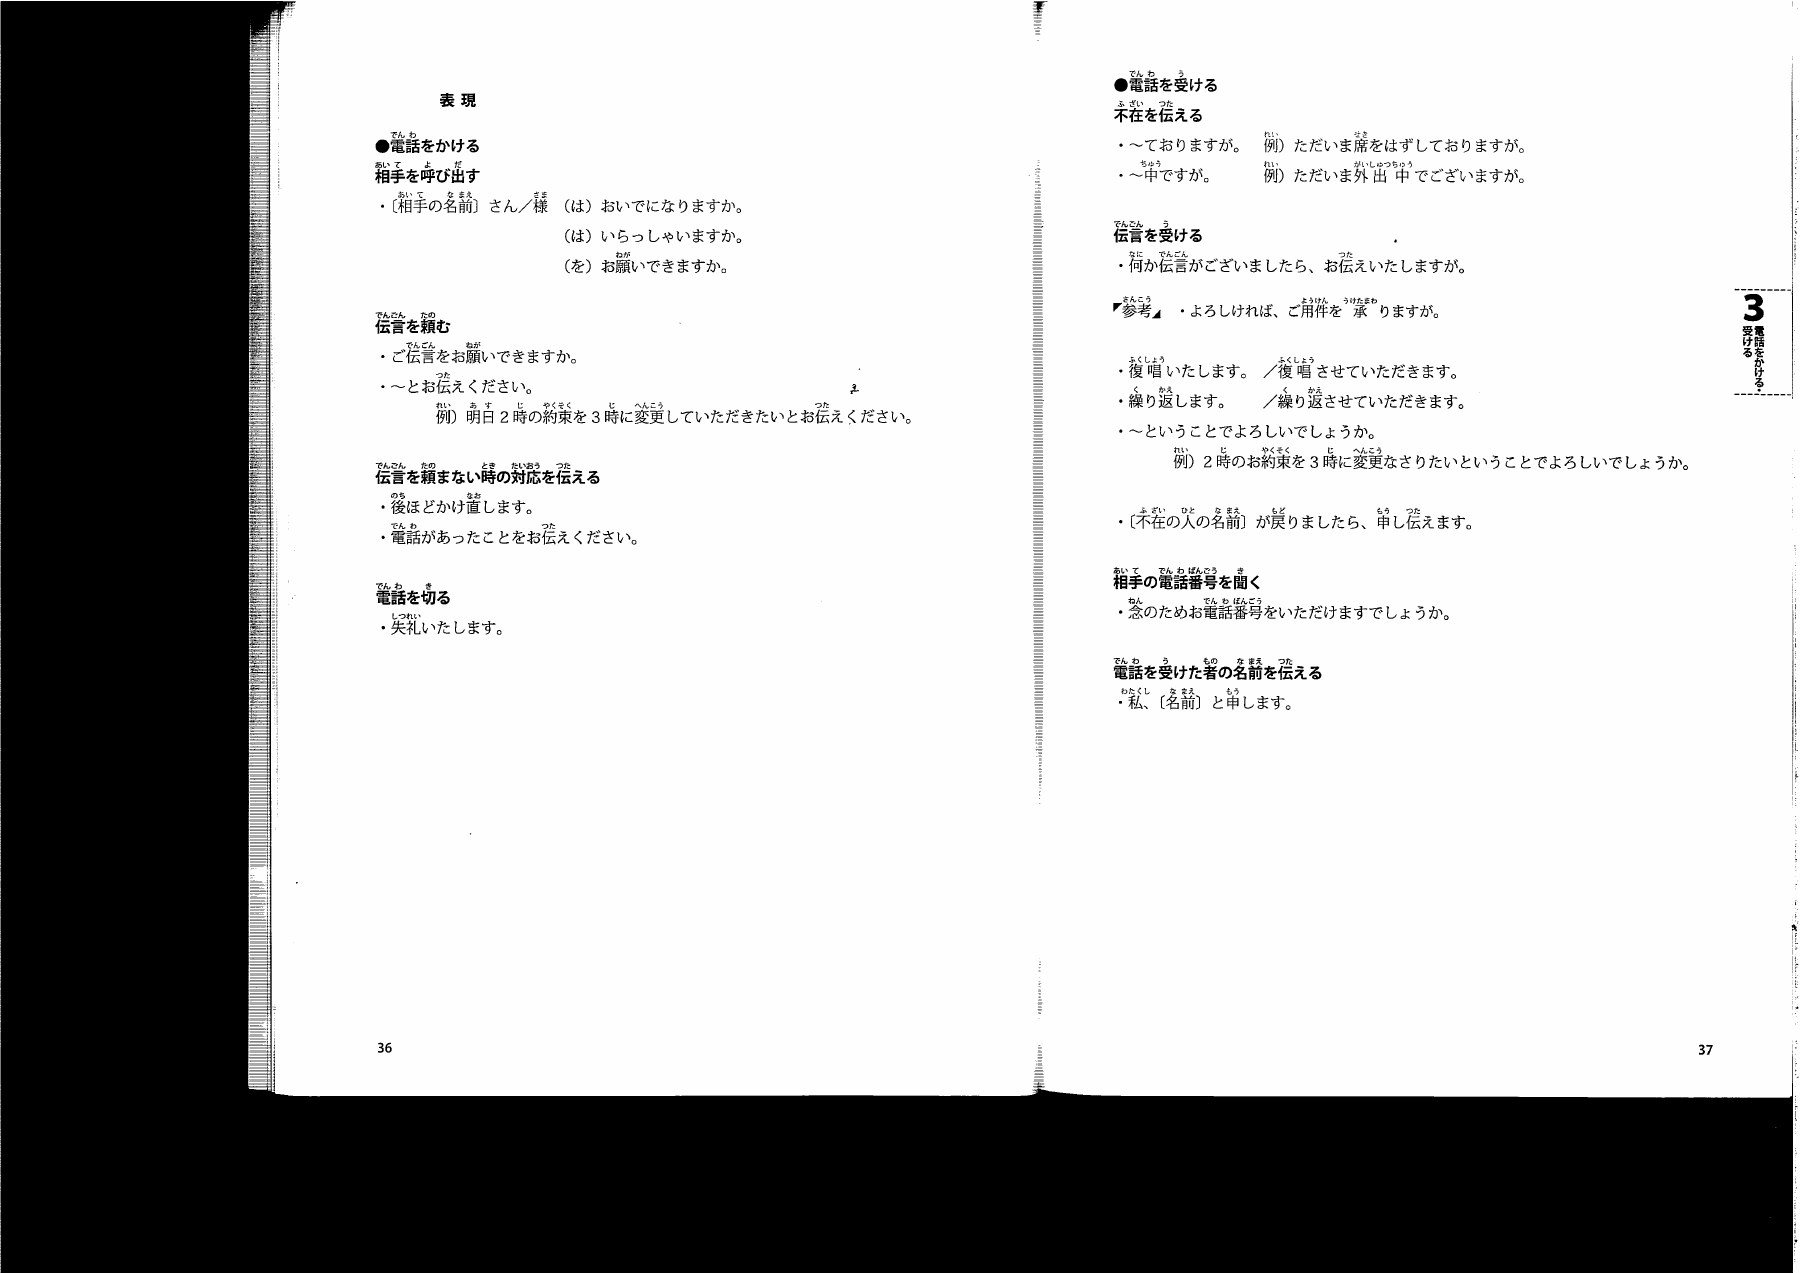 表現
●電話をかける
相手を呼び出す
・〔相手の名前〕さん／様 （は）おいでになりますか。
（は）いらっしゃいますか。
（を）お願いできますか。
伝言を頼む
・ご伝言をお願いできますか。
・～とお伝えください。
例）明日２時の約束を３時に変更していただきたいとお伝えください。
伝言を頼まない時の対応を伝える
・後ほどかけ直します。
・電話があったことをお伝えください。
電話を切る
・失礼いたします。
36
●電話を受ける
不在を伝える
・～ておりますが。 例）ただいま席をはずしておりますが。
・～中ですが。 例）ただいま外出中でございますが。
伝言を受ける
・何か伝言がございましたら、お伝えいたしますが。
参考 ・よろしければ、ご用件を承りますが。
・復唱いたします。 ／復唱させていただきます。
・繰り返します。 ／繰り返させていただきます。
・～ということでよろしいでしょうか。
例）２時のお約束を３時に変更なさりたいということでよろしいでしょうか。
・〔不在の人の名前〕が戻りましたら、申し伝えます。
相手の電話番号を聞く
・念のためお電話番号をいただけますでしょうか。
電話を受けた者の名前を伝える
・私、〔名前〕と申します。
3
電話をかける・
受ける
37